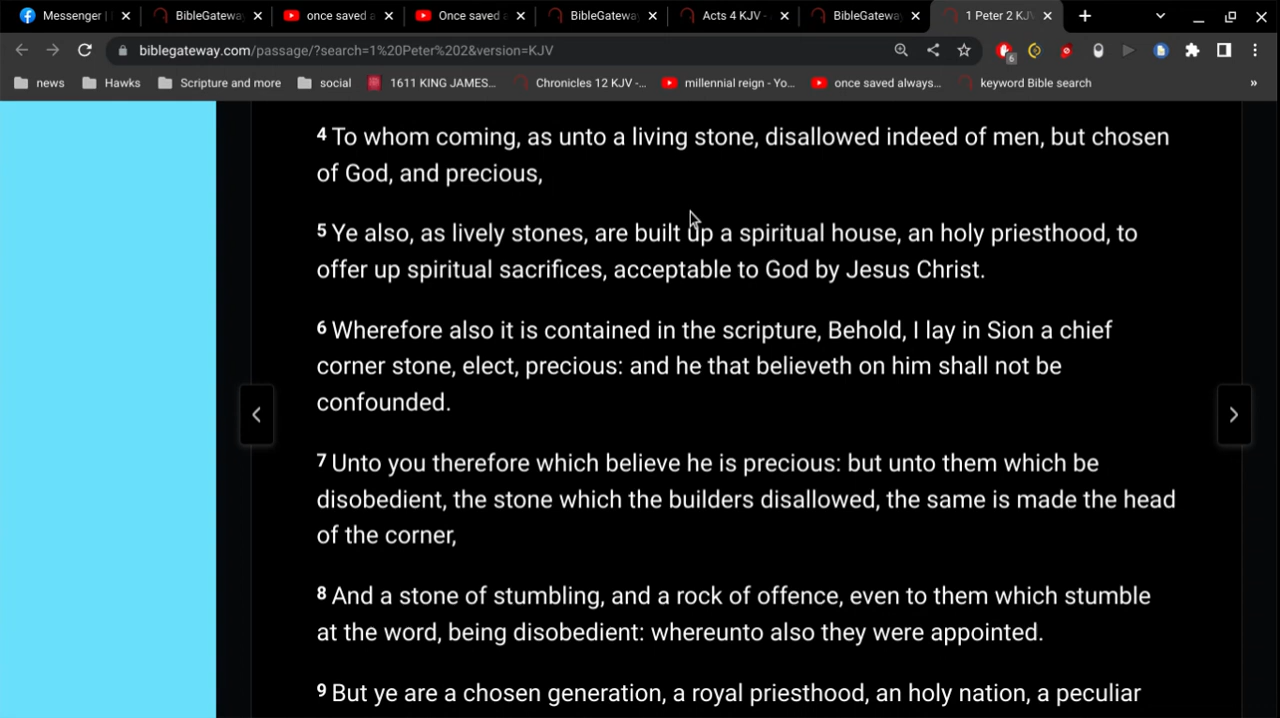 Messenger |
BibleGateway
once saved a
Once saved a
BibleGateway
Acts 4 KJV -
BibleGateway
1 Peter 2 KJV
biblegateway.com/passage/?search=1%20Peter%202&version=KJV
6
news
Hawks
Scripture and more
social
1611 KING JAMES...
Chronicles 12 KJV -...
millennial reign - Yo...
once saved always...
keyword Bible search
»
4 To whom coming, as unto a living stone, disallowed indeed of men, but chosen
of God, and precious,
5 Ye also, as lively stones, are built up a spiritual house, an holy priesthood, to
offer up spiritual sacrifices, acceptable to God by Jesus Christ.
6 Wherefore also it is contained in the scripture, Behold, I lay in Sion a chief
corner stone, elect, precious: and he that believeth on him shall not be
confounded.
7 Unto you therefore which believe he is precious: but unto them which be
disobedient, the stone which the builders disallowed, the same is made the head
of the corner,
8 And a stone of stumbling, and a rock of offence, even to them which stumble
at the word, being disobedient: whereunto also they were appointed.
9 But ye are a chosen generation, a royal priesthood, an holy nation, a peculiar